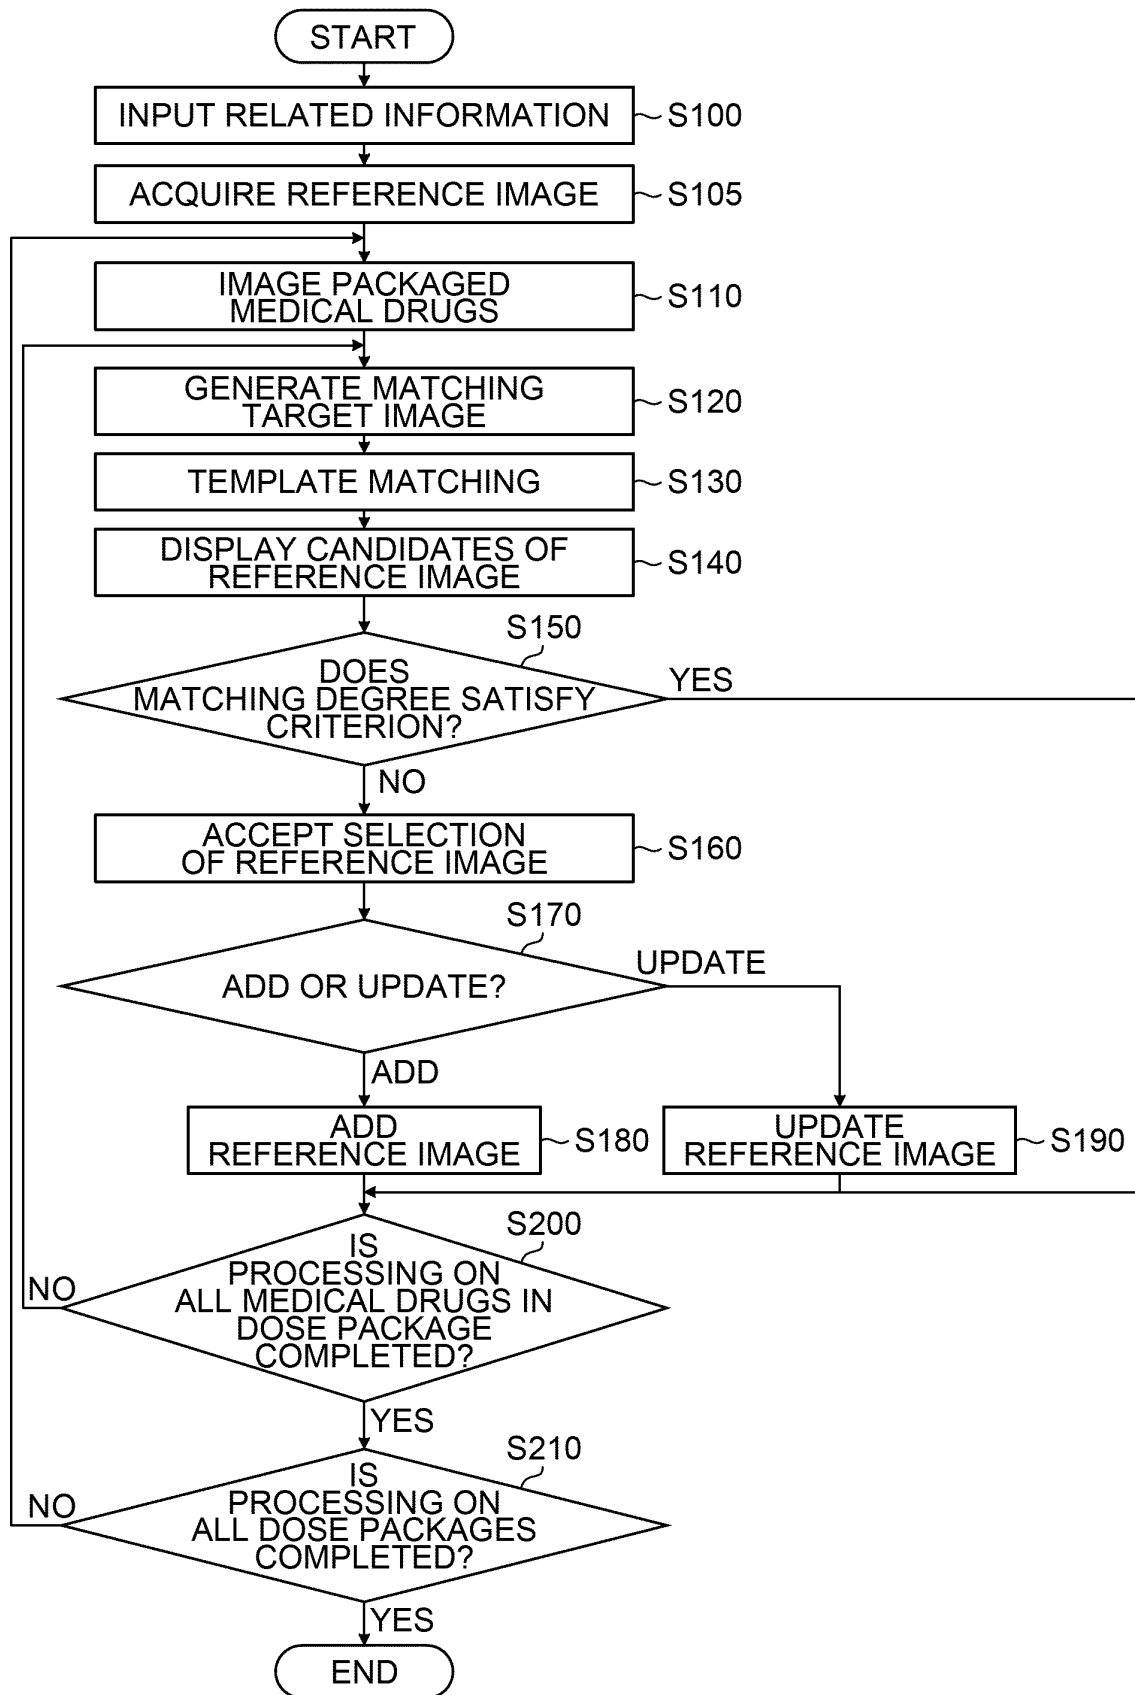 START
INPUT RELATED INFORMATION
S100
ACQUIRE REFERENCE IMAGE
S105
IMAGE PACKAGED
MEDICAL DRUGS
S110
GENERATE MATCHING
TARGET IMAGE
S120
TEMPLATE MATCHING
S130
DISPLAY CANDIDATES OF
REFERENCE IMAGE
S140
S150
DOES
MATCHING DEGREE SATISFY
CRITERION?
YES
NO
ACCEPT SELECTION
OF REFERENCE IMAGE
S160
S170
ADD OR UPDATE?
UPDATE
ADD
ADD
REFERENCE IMAGE
S180
UPDATE
REFERENCE IMAGE
S190
S200
IS
PROCESSING ON
ALL MEDICAL DRUGS IN
DOSE PACKAGE
COMPLETED?
NO
YES
S210
IS
PROCESSING ON
ALL DOSE PACKAGES
COMPLETED?
NO
YES
END